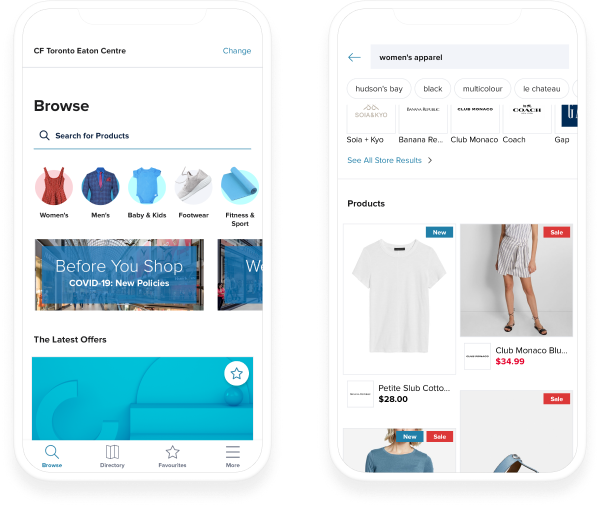 CF Toronto Eaton Centre
Change
Browse
Search for Products
Women's
Men's
Baby & Kids
Footwear
Fitness &
Sport
Before You Shop
COVID-19: New Policies
The Latest Offers
Browse
Directory
Favourites
More
women's apparel
hudson's bay
black
multicolour
le chateau
SOIA&KYO
BANANA REPUBLIC
CLUB MONACO
COACH
Soia + Kyo
Banana Re...
Club Monaco
Coach
Gap
See All Store Results
Products
New
Petite Slub Cotto...
$28.00
Sale
CLUB MONACO
Club Monaco Blu...
$34.99
New
Sale
Sale